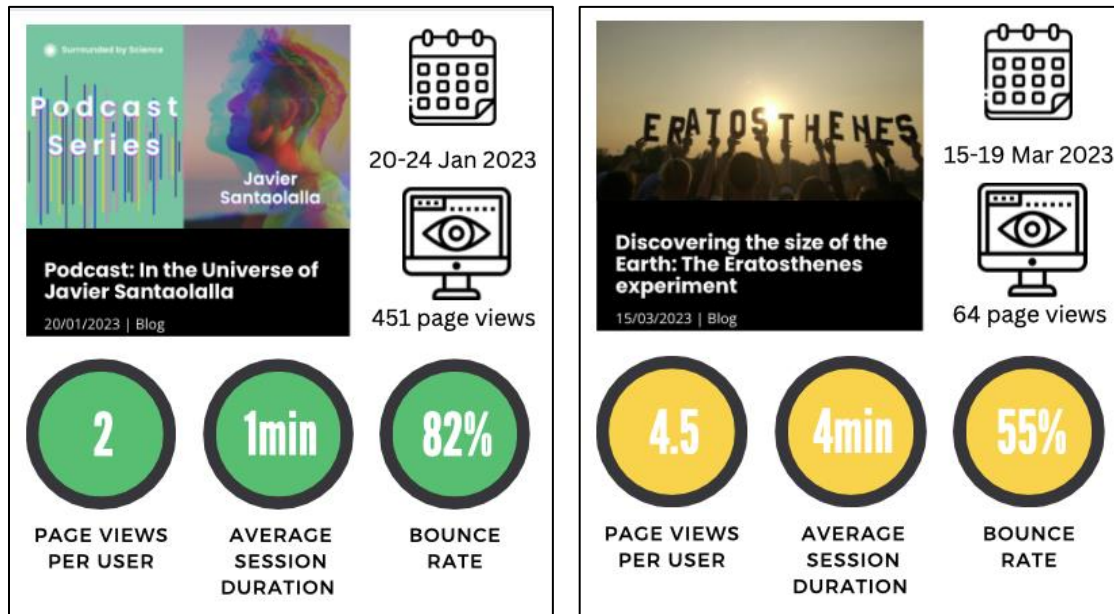 Surrounded by Science
Podcast
Series
Javier
Santaolalla
Podcast: In the Universe of
Javier Santaolalla
20/01/2023 | Blog
20-24 Jan 2023
451 page views
2
1min
82%
PAGE VIEWS
PER USER
AVERAGE
SESSION
DURATION
BOUNCE
RATE
ERATOSTHENES
Discovering the size of the
Earth: The Eratosthenes
experiment
15/03/2023 | Blog
15-19 Mar 2023
64 page views
4.5
4min
55%
PAGE VIEWS
PER USER
AVERAGE
SESSION
DURATION
BOUNCE
RATE